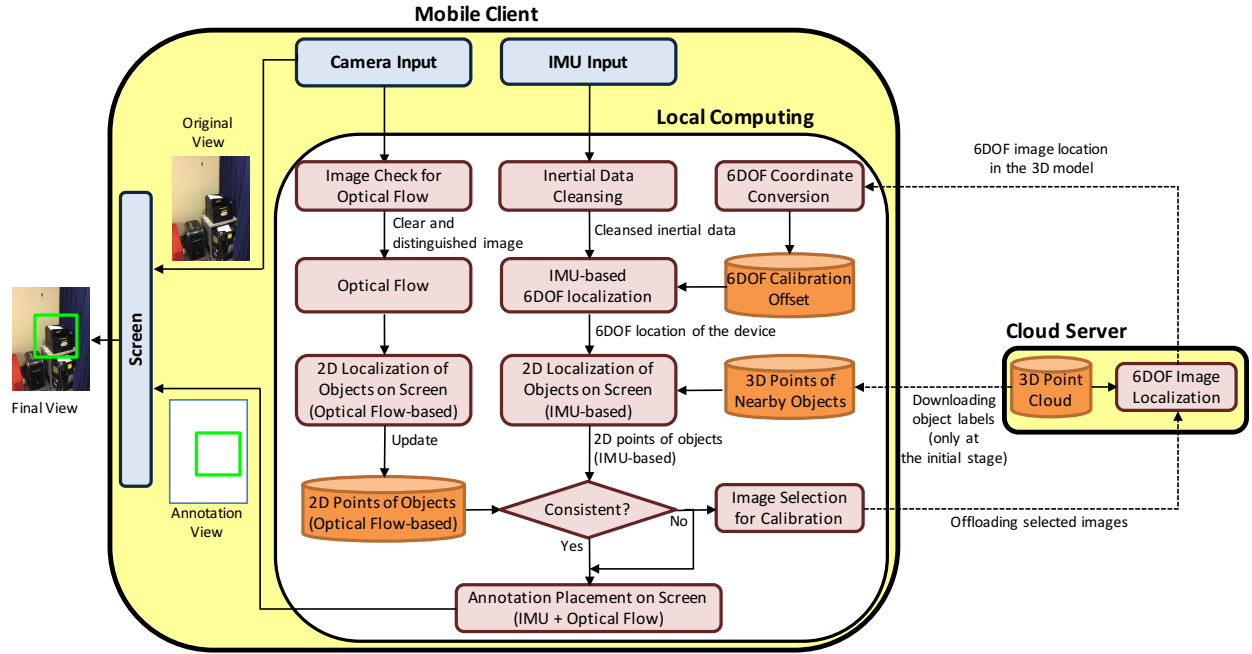 Mobile Client
Camera Input
IMU Input
Local Computing
Original
View
Image Check for
Optical Flow
Inertial Data
Cleansing
6DOF Coordinate
Conversion
6DOF image location
in the 3D model
Clear and
distinguished image
Cleansed inertial data
Optical Flow
IMU-based
6DOF localization
6DOF Calibration
Offset
6DOF location of the device
Screen
Final View
Cloud Server
2D Localization of
Objects on Screen
(Optical Flow-based)
2D Localization of
Objects on Screen
(IMU-based)
3D Points of
Nearby Objects
3D Point
Cloud
6DOF Image
Localization
Downloading
object labels
(only at
the initial stage)
Update
2D points of objects
(IMU-based)
Annotation
View
2D Points of Objects
(Optical Flow-based)
Consistent?
No
Yes
Image Selection
for Calibration
Offloading selected images
Annotation Placement on Screen
(IMU + Optical Flow)